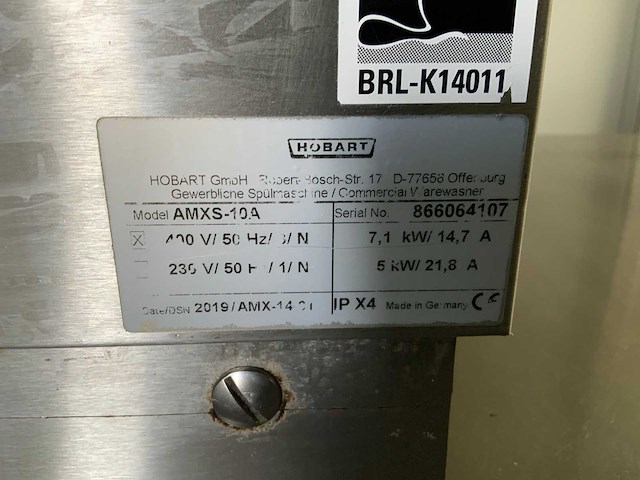 BRL-K14011
HOBART
HOBART GmbH Robert-Bosch-Str. 17 D-77656 Offenburg
Gewerbliche Spülmaschine / Commercial Warewasher
Model AMXS-10A Serial No. 866064107
400 V/ 50 Hz/ 3/ N 7,1 kW/ 14,7 A
230 V/ 50 Hz/ 1/ N 5 kW/ 21,8 A
Date/DSN 2019/AMX-14 IP X4 Made in Germany CE